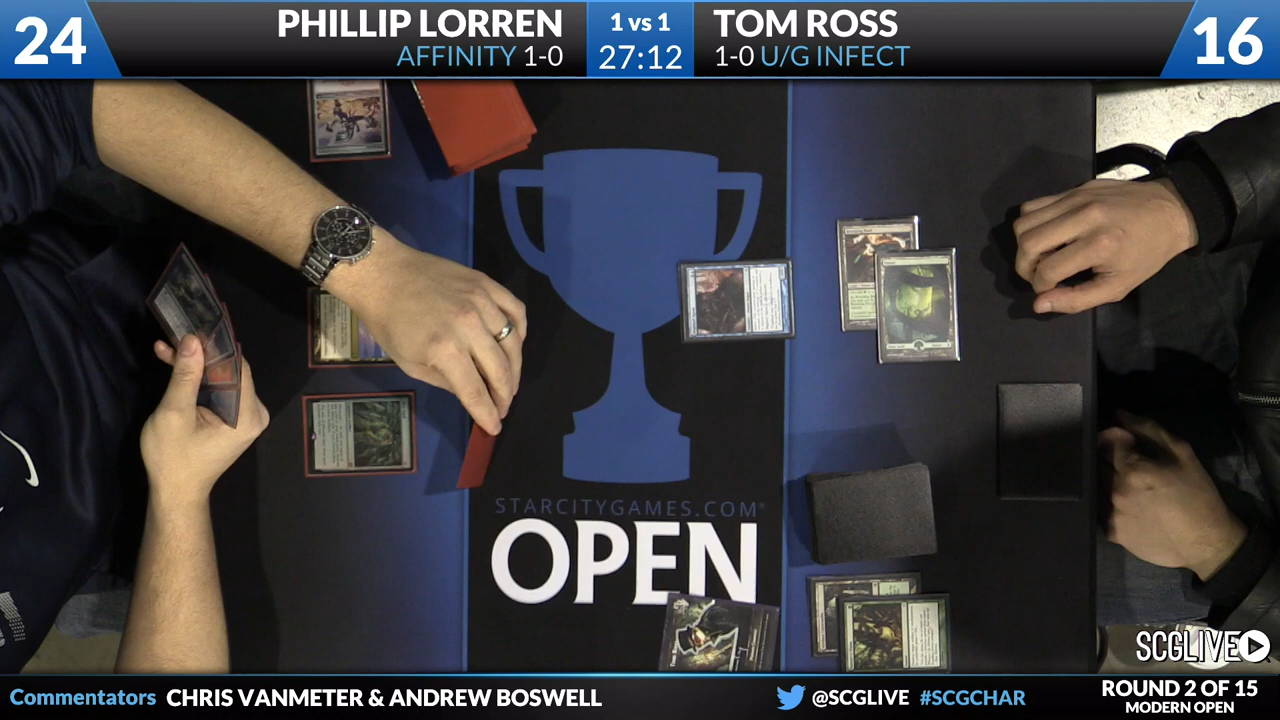 24
PHILLIP LORREN
AFFINITY 1-0
1 vs 1
27:12
TOM ROSS
1-0 U/G INFECT
16
STARCITYGAMES.COM®
OPEN
SCGLIVE
Commentators CHRIS VANMETER & ANDREW BOSWELL
@SCGLIVE #SCGCHAR
ROUND 2 OF 15
MODERN OPEN